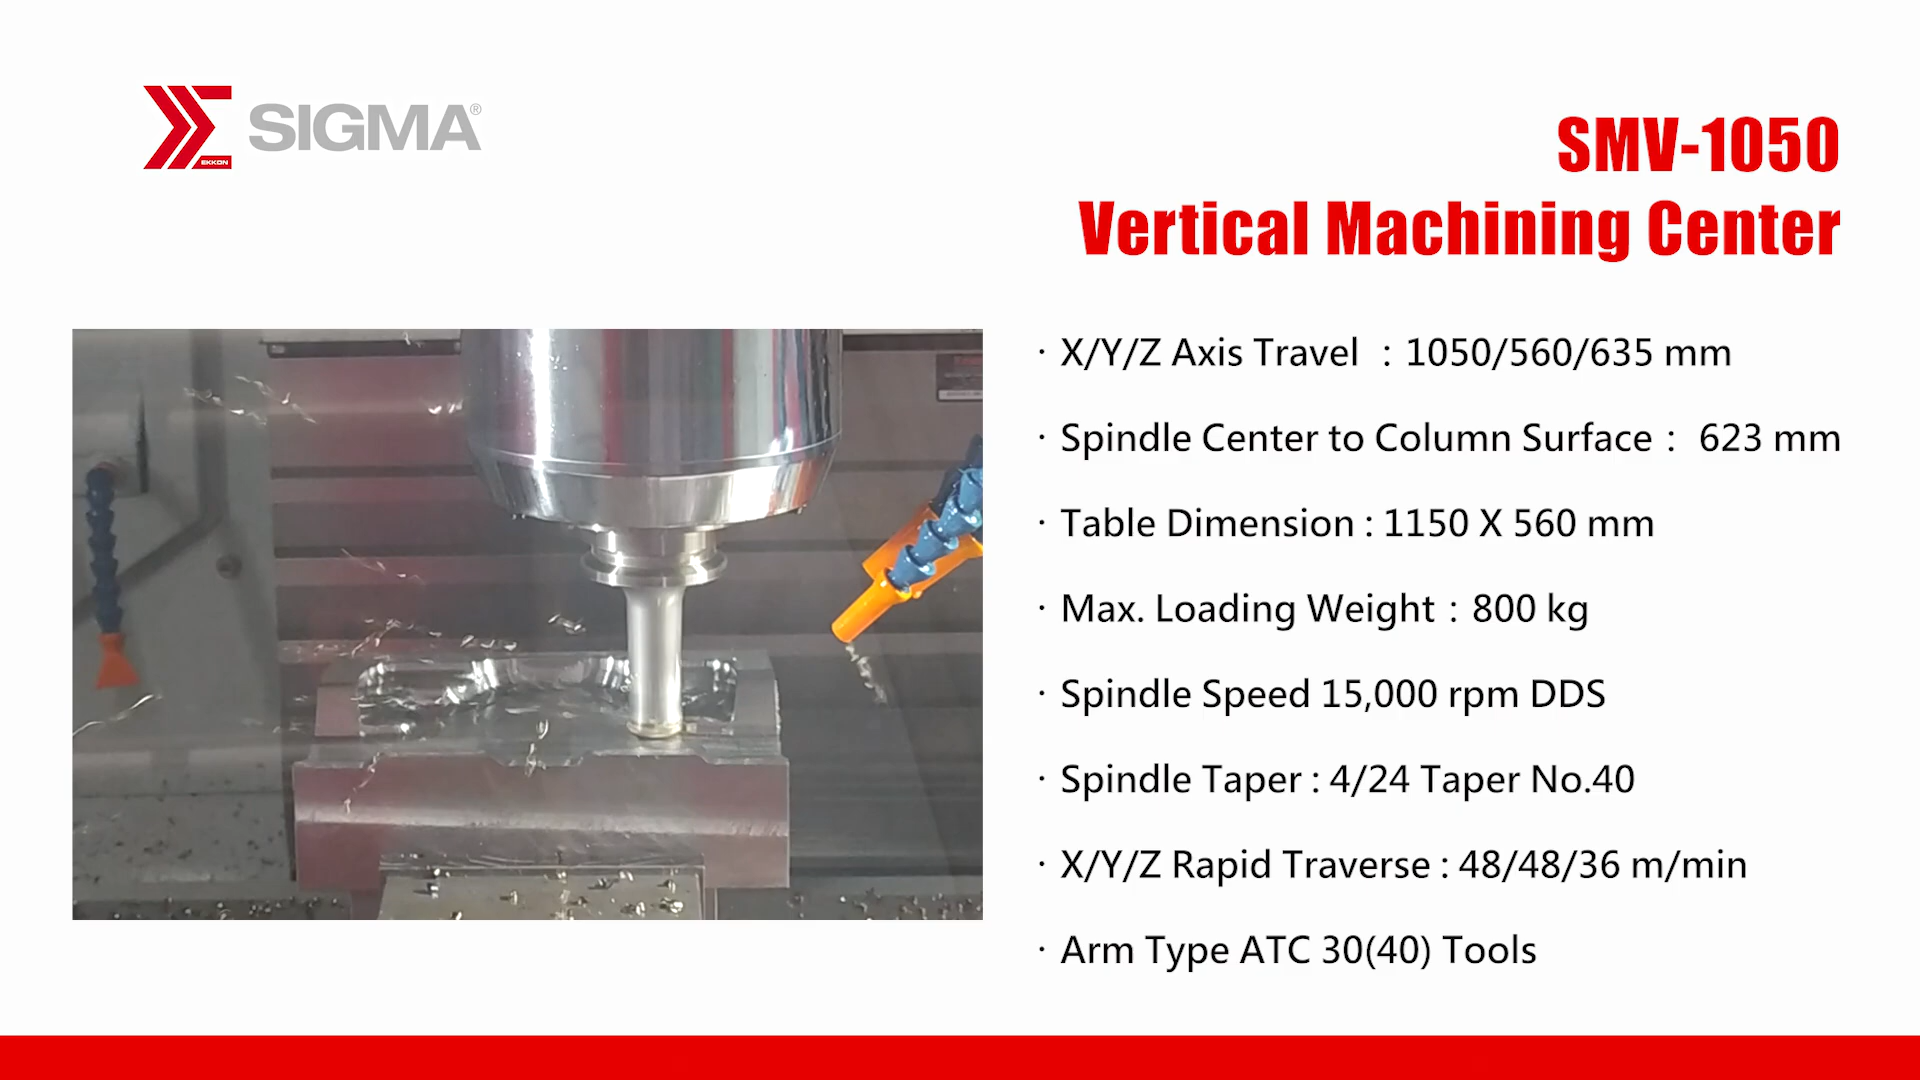 EKKON
SIGMA®
SMV-1050
Vertical Machining Center
· X/Y/Z Axis Travel : 1050/560/635 mm
· Spindle Center to Column Surface : 623 mm
· Table Dimension : 1150 X 560 mm
· Max. Loading Weight : 800 kg
· Spindle Speed 15,000 rpm DDS
· Spindle Taper : 4/24 Taper No.40
· X/Y/Z Rapid Traverse : 48/48/36 m/min
· Arm Type ATC 30(40) Tools